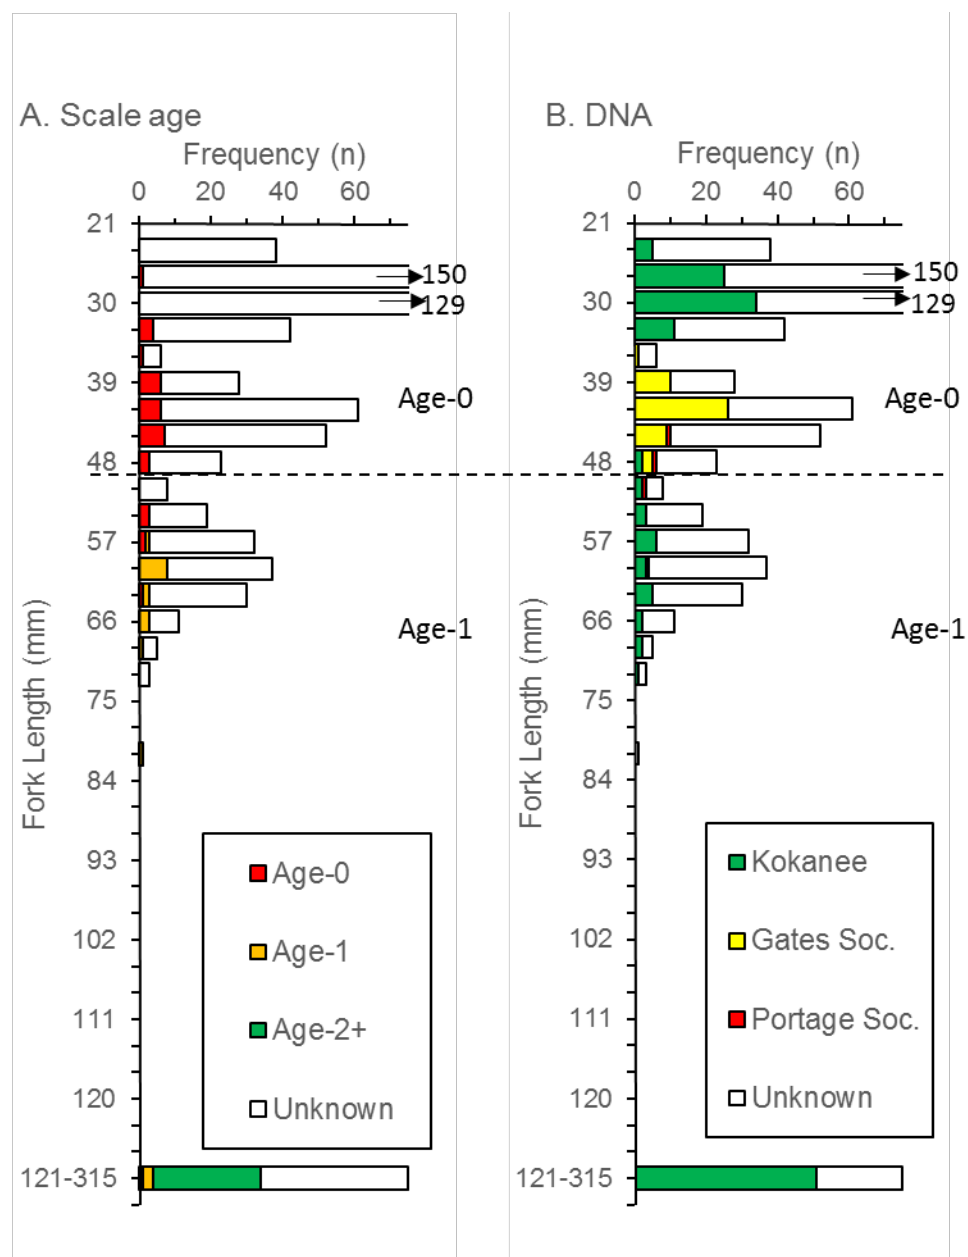 A. Scale age
Frequency (n)
0 20 40 60
21
30
39
48
57
66
75
84
93
102
111
120
121-315
Fork Length (mm)
150
129
Age-0
Age-1
Age-0
Age-1
Age-2+
Unknown
B. DNA
Frequency (n)
0 20 40 60
21
30
39
48
57
66
75
84
93
102
111
120
121-315
Fork Length (mm)
150
129
Age-0
Age-1
Kokanee
Gates Soc.
Portage Soc.
Unknown